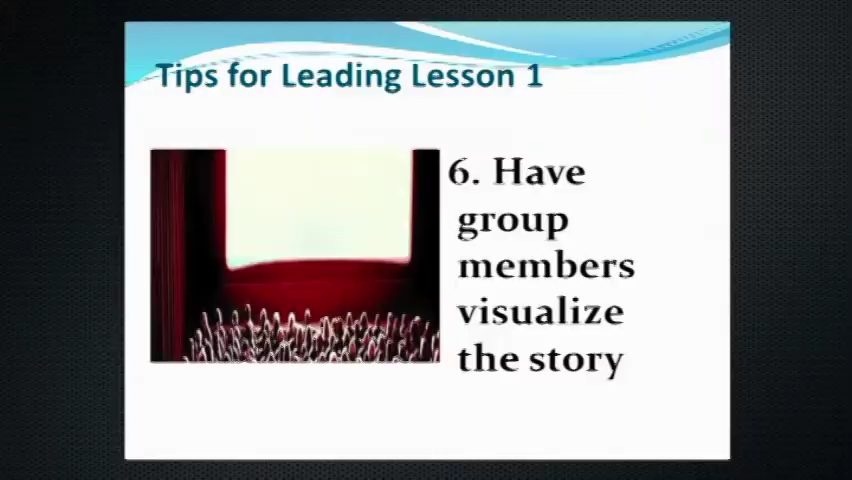 Tips for Leading Lesson 1
6. Have
group
members
visualize
the story